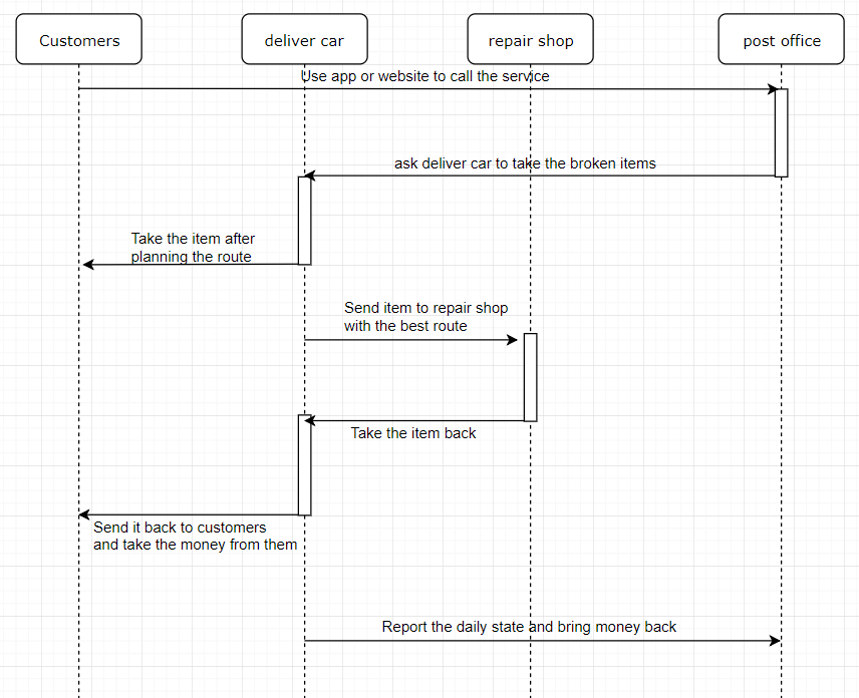 Customers
deliver car
repair shop
post office
Use app or website to call the service
ask deliver car to take the broken items
Take the item after
planning the route
Send item to repair shop
with the best route
Take the item back
Send it back to customers
and take the money from them
Report the daily state and bring money back